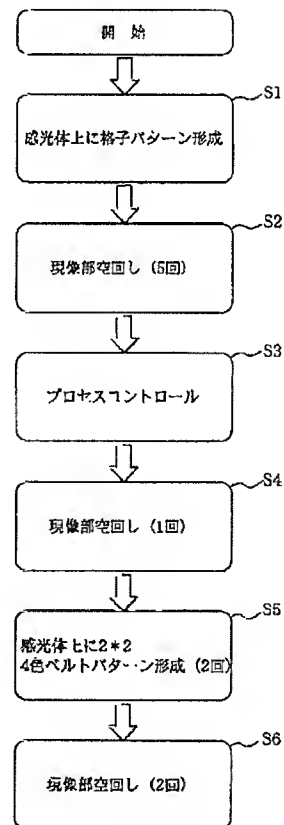 開 始
S1
感光体上に格子パターン形成
S2
現像部空回し (5回)
S3
プロセスコントロール
S4
現像部空回し (1回)
S5
感光体上に2*2
4色ベルトパターン形成 (2回)
S6
現像部空回し (2回)